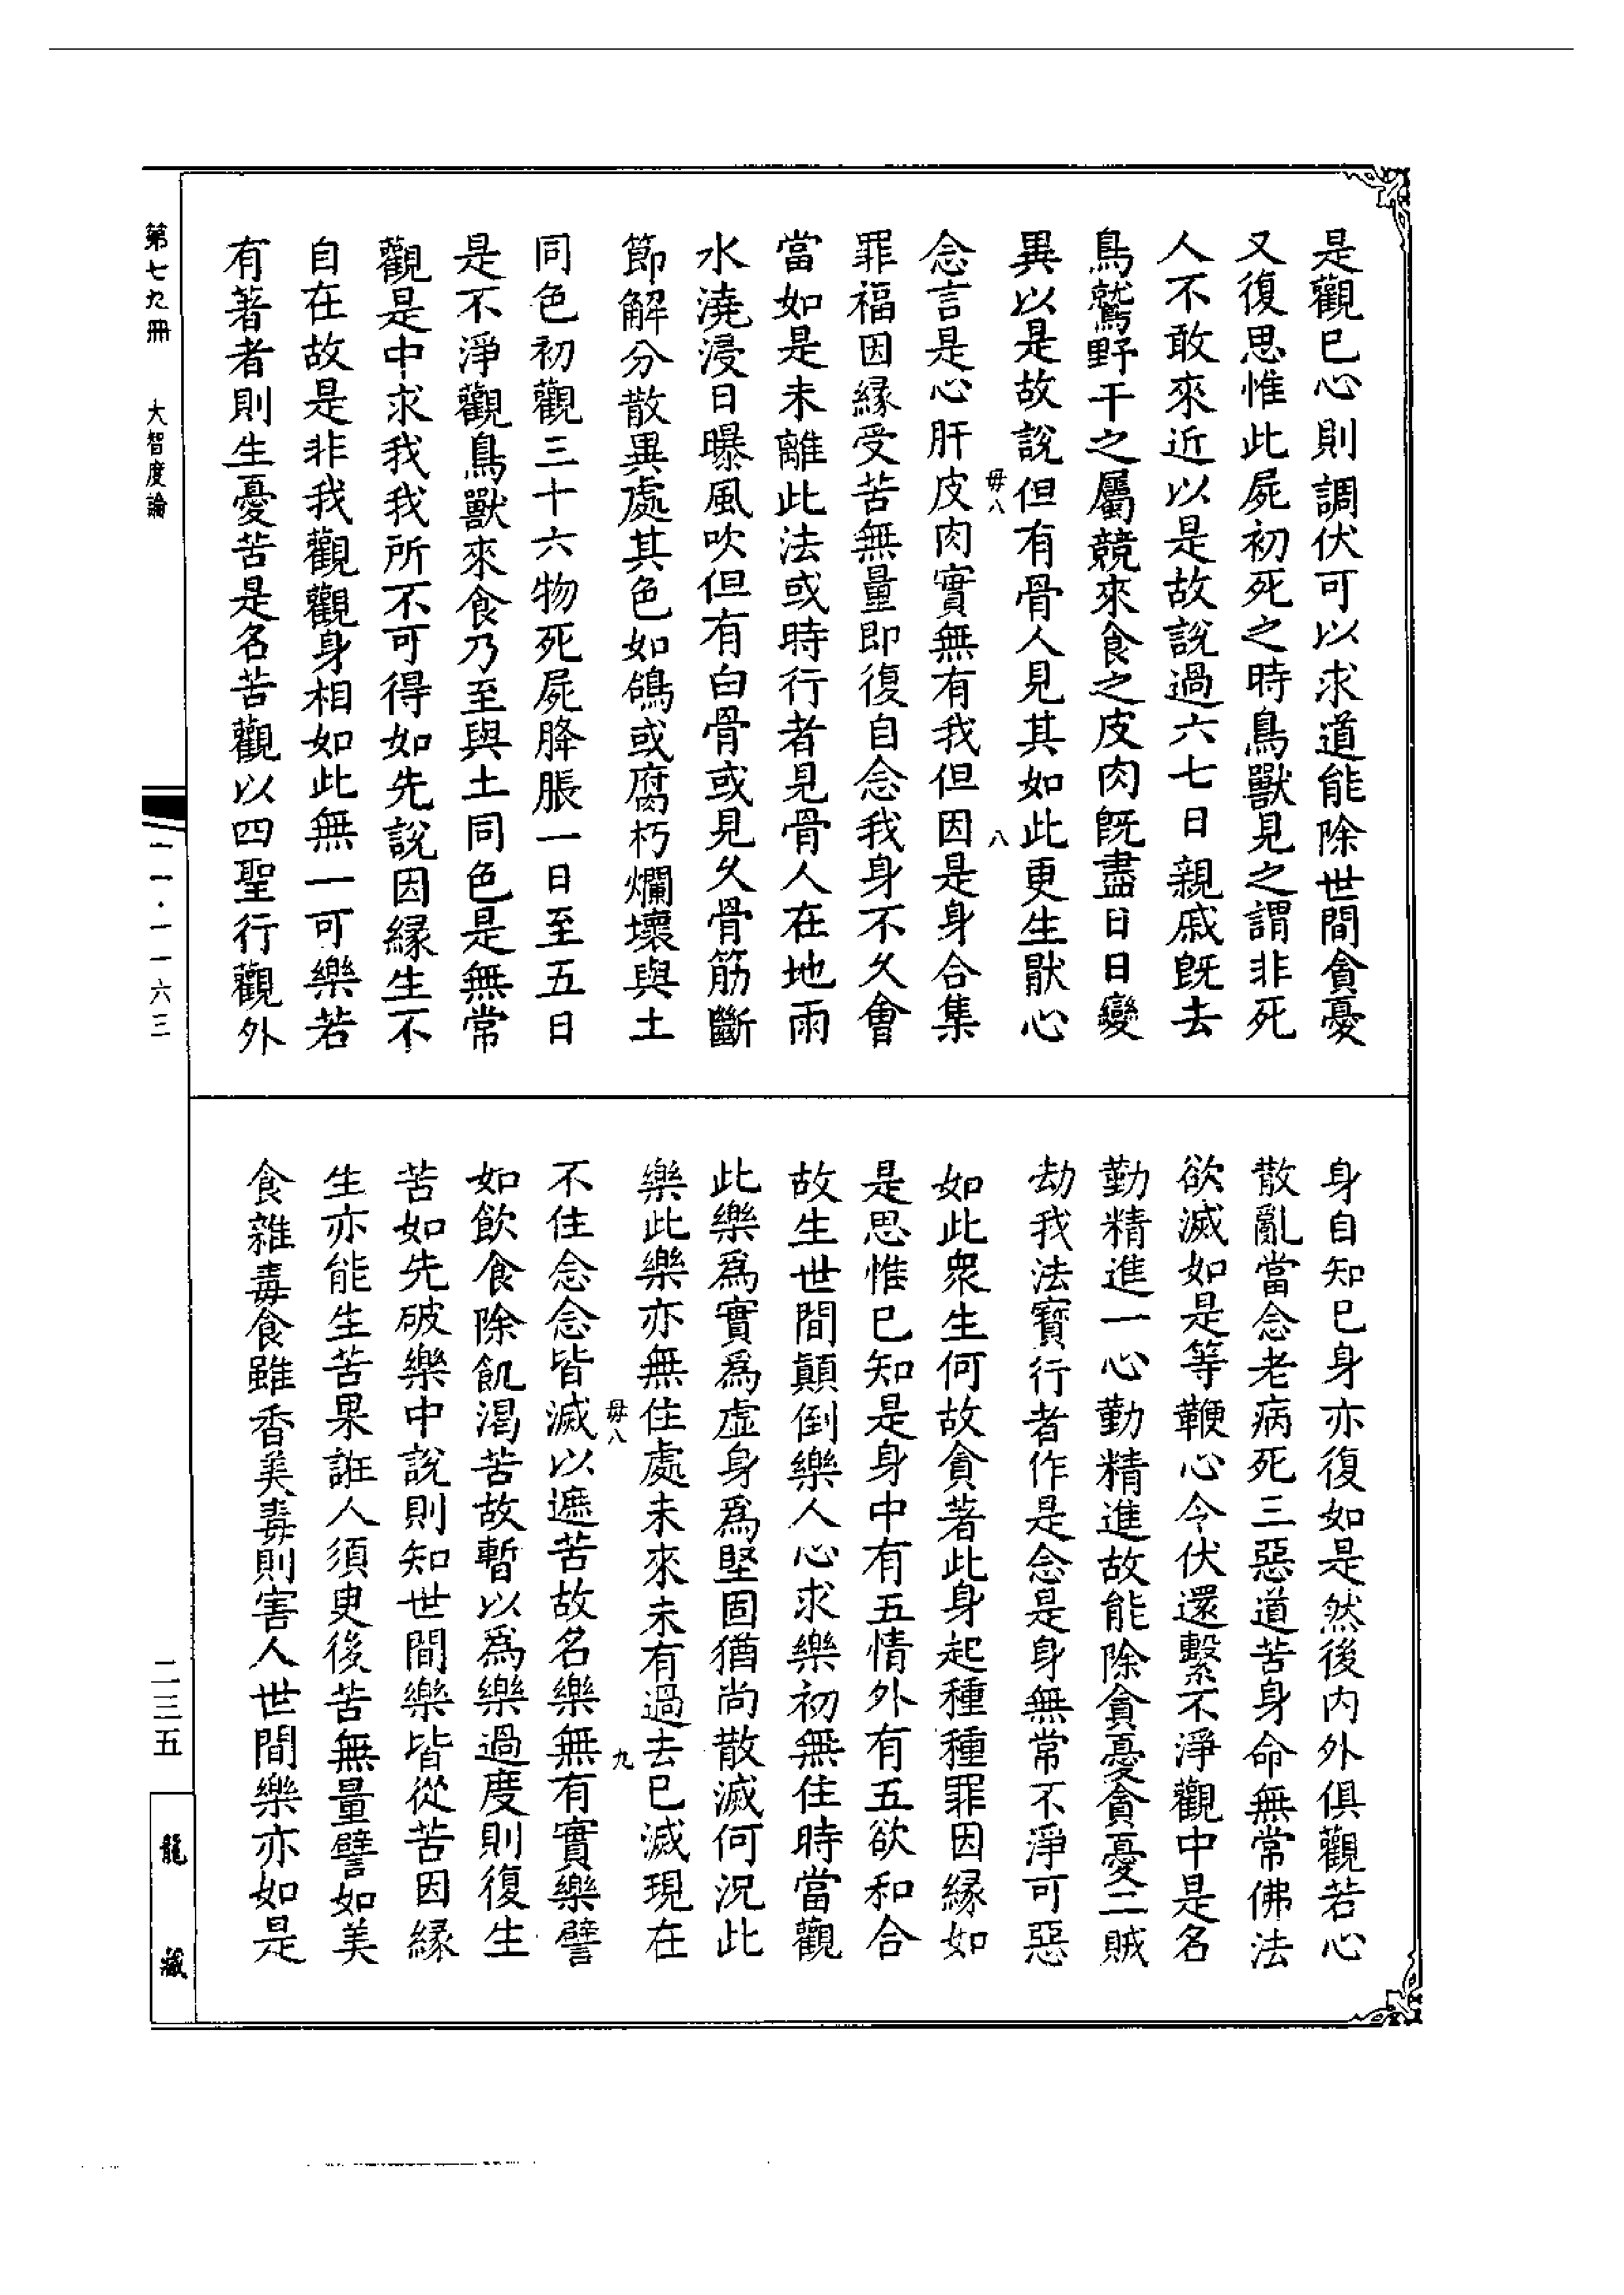 是觀已心則調伏可以求道能除世間貪憂
又復思惟此屍初死之時鳥獸見之謂非死
人不敢來近以是故說過六七日親戚旣去
鳥鷲野干之屬競來食之皮肉旣盡日日變
異以是故說但有骨人見其如此更生厭心
毋八 八
念言是心肝皮肉實無有我但因是身合集
罪福因緣受苦無量即復自念我身不久會
當如是未離此法或時行者見骨人在地雨
水澆浸日曝風吹但有白骨或見久骨筋斷
節解分散異處其色如鴿或腐朽爛壞與土
同色初觀三十六物死屍膖脹一日至五日
是不淨觀鳥獸來食乃至與土同色是無常
觀是中求我我所不可得如先說因緣生不
自在故是非我觀觀身相如此無一可樂若
有著者則生憂苦是名苦觀以四聖行觀外
身自知已身亦復如是然後内外俱觀若心
散亂當念老病死三惡道苦身命無常佛法
欲滅如是等鞭心令伏還繫不淨觀中是名
勤精進一心勤精進故能除貪憂貪憂二賊
劫我法寶行者作是念是身無常不淨可惡
如此衆生何故貪著此身起種種罪因緣如
是思惟已知是身中有五情外有五欲和合
故生世間顛倒樂人心求樂初無住時當觀
此樂爲實爲虛身爲堅固猶尚散滅何況此
樂此樂亦無住處未來未有過去已滅現在
毋八 九
不住念念皆滅以遮苦故名樂無有實樂譬
如飲食除飢渴苦故暫以爲樂過度則復生
苦如先破樂中說則知世間樂皆從苦因緣
生亦能生苦果誑人須臾後苦無量譬如美
食雜毒食雖香美毒則害人世間樂亦如是
第七九冊 大智度論
一一·一一六三
二三五
龍藏